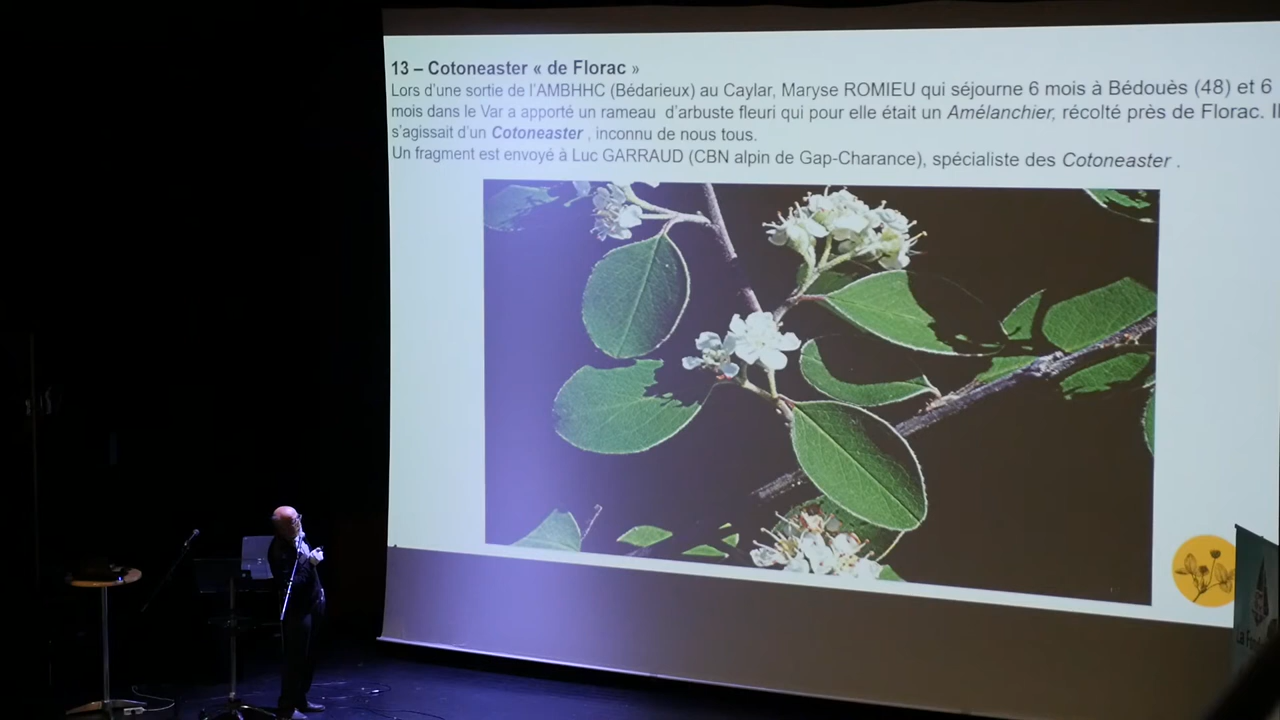 13 – Cotoneaster « de Florac »
Lors d'une sortie de l'AMBHHC (Bédarieux) au Caylar, Maryse ROMIEU qui séjourne 6 mois à Bédouès (48) et 6
mois dans le Var a apporté un rameau d'arbuste fleuri qui pour elle était un Amélanchier, récolté près de Florac. Il
s'agissait d'un Cotoneaster , inconnu de nous tous.
Un fragment est envoyé à Luc GARRAUD (CBN alpin de Gap-Charance), spécialiste des Cotoneaster .